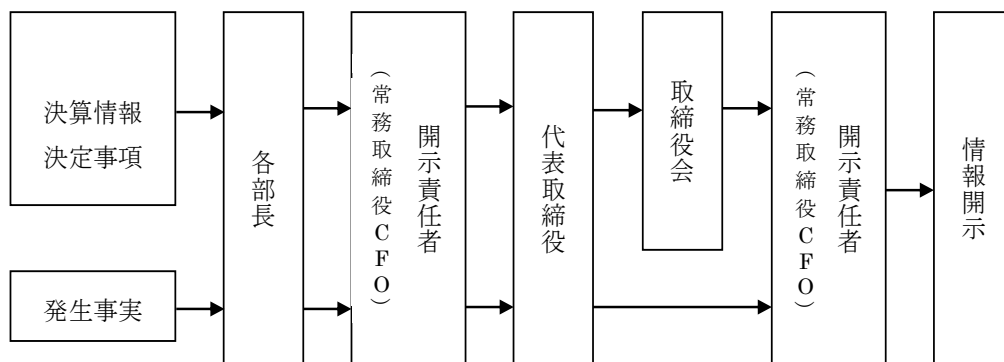 決算情報
決定事項
発生事実
各部長
開示責任者
（常務取締役CFO）
代表取締役
取締役会
開示責任者
（常務取締役CFO）
情報開示